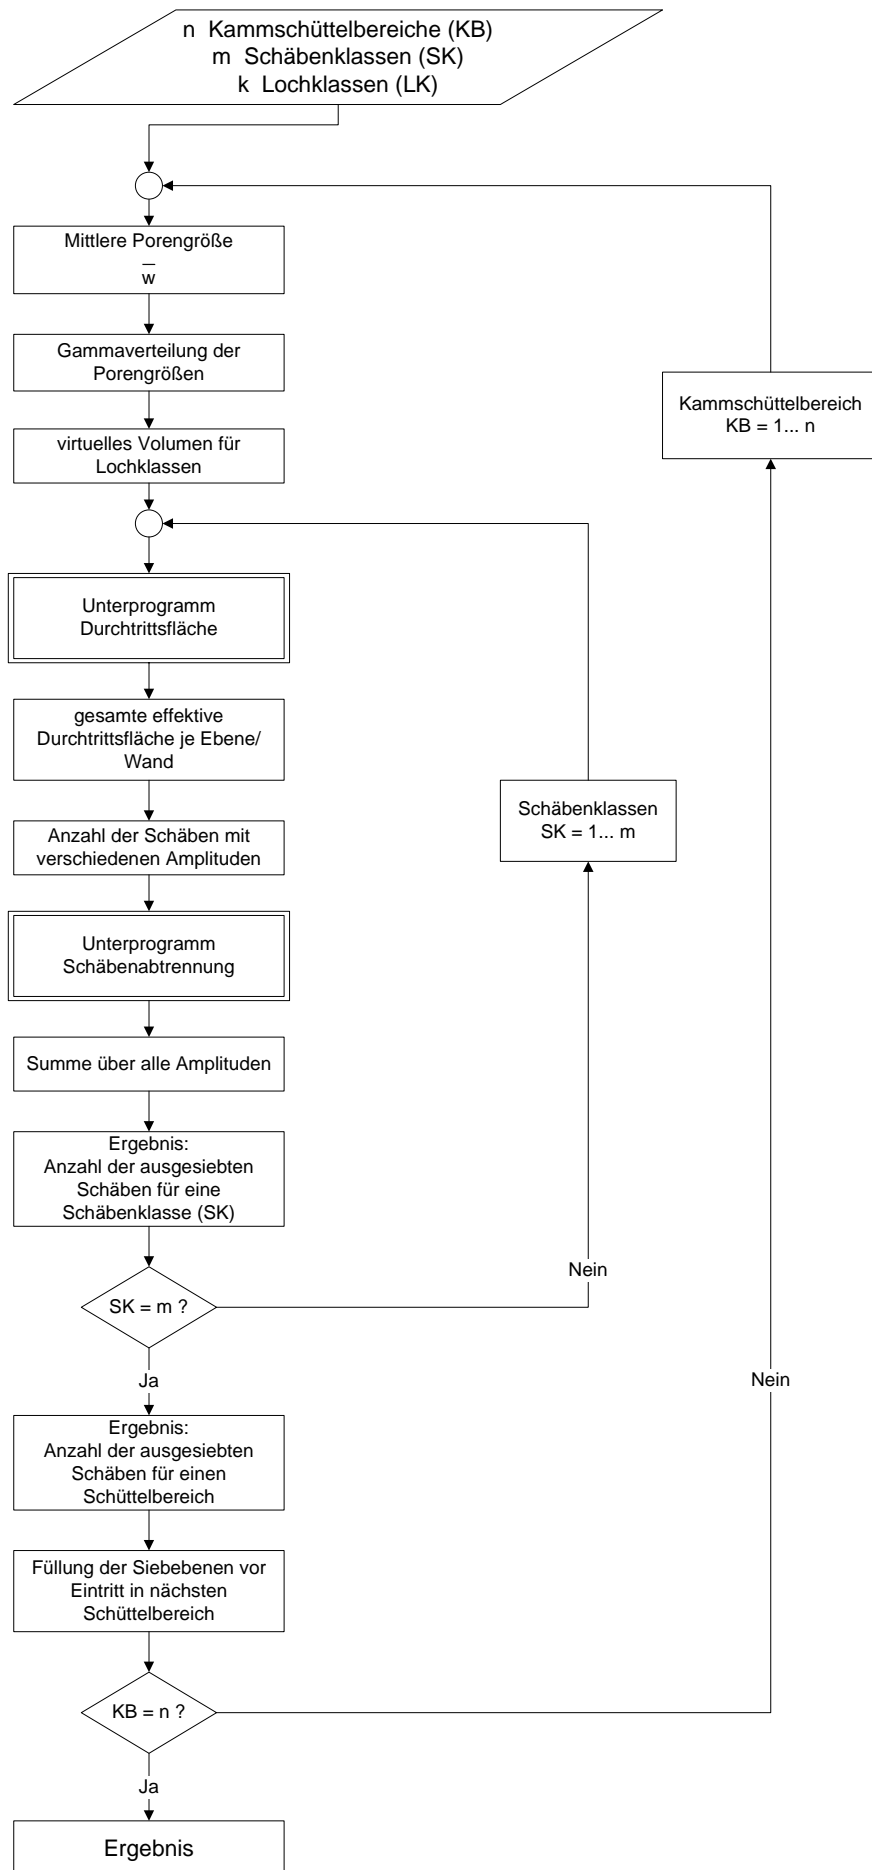 n Kammschüttelbereiche (KB)
m Schäbenklassen (SK)
k Lochklassen (LK)
Mittlere Porengröße
w̅
Gammaverteilung der
Porengrößen
virtuelles Volumen für
Lochklassen
Unterprogramm
Durchtrittsfläche
gesamte effektive
Durchtrittsfläche je Ebene/
Wand
Anzahl der Schäben mit
verschiedenen Amplituden
Unterprogramm
Schäbenabtrennung
Summe über alle Amplituden
Ergebnis:
Anzahl der ausgesiebten
Schäben für eine
Schäbenklasse (SK)
SK = m ?
Nein
Schäbenklassen
SK = 1... m
Ja
Ergebnis:
Anzahl der ausgesiebten
Schäben für einen
Schüttelbereich
Füllung der Siebebenen vor
Eintritt in nächsten
Schüttelbereich
KB = n ?
Nein
Kammschüttelbereich
KB = 1... n
Ja
Ergebnis